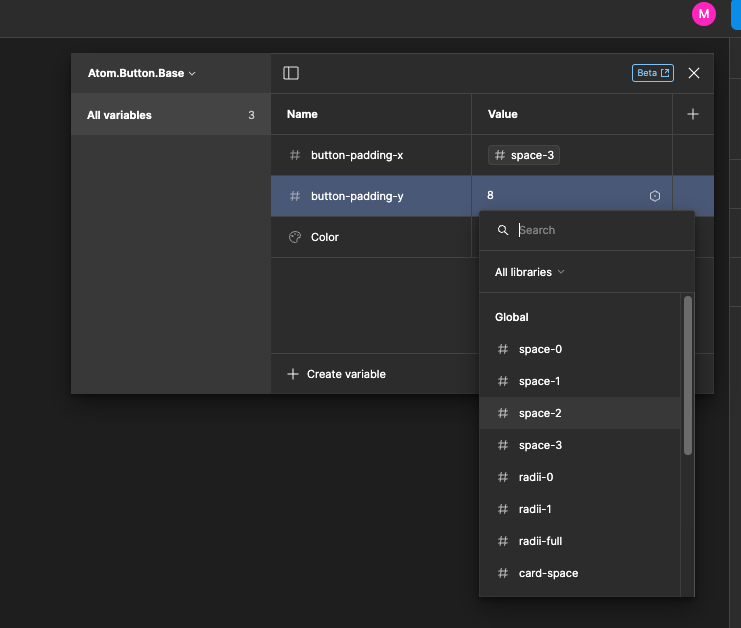 M
Atom.Button.Base
Beta
All variables 3
Name Value
button-padding-x space-3
button-padding-y 8
Color
Search
All libraries
Global
space-0
space-1
space-2
space-3
radii-0
radii-1
radii-full
card-space
Create variable